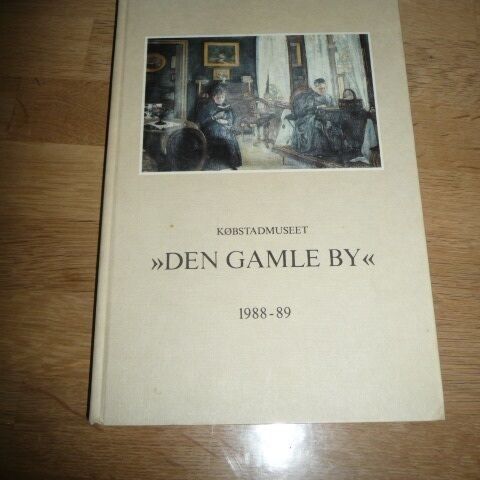 KØBSTADMUSEET
»DEN GAMLE BY«
1988-89